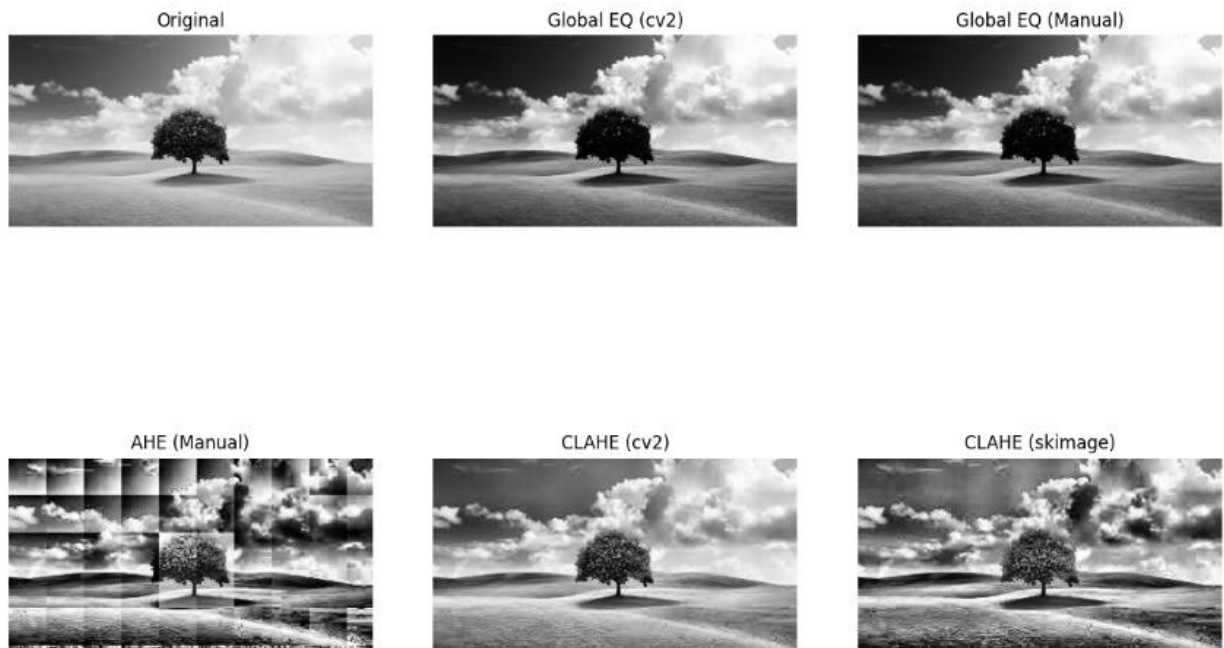 Original
Global EQ (cv2)
Global EQ (Manual)
AHE (Manual)
CLAHE (cv2)
CLAHE (skimage)